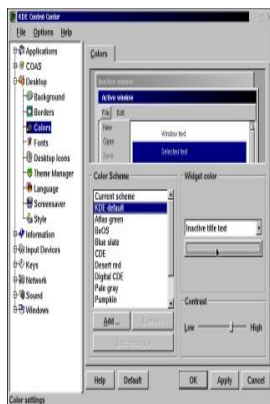 KDE Control Center
File Options Help
Applications
COAS
Desktop
Background
Borders
Colors
Fonts
Desktop Icons
Theme Manager
Language
Screensaver
Style
Information
Input Devices
Keys
Network
Sound
Windows
Colors
Inactive window
Active window
File Edit
New
Open
Save
Window text
Selected text
Color Scheme
Current scheme
KDE default
Atlas green
BeOS
Blue slate
CDE
Desert red
Digital CDE
Pale gray
Pumpkin
Add ...
Widget color
Inactive title text
Contrast
Low High
Help Default OK Apply Cancel
Color settings